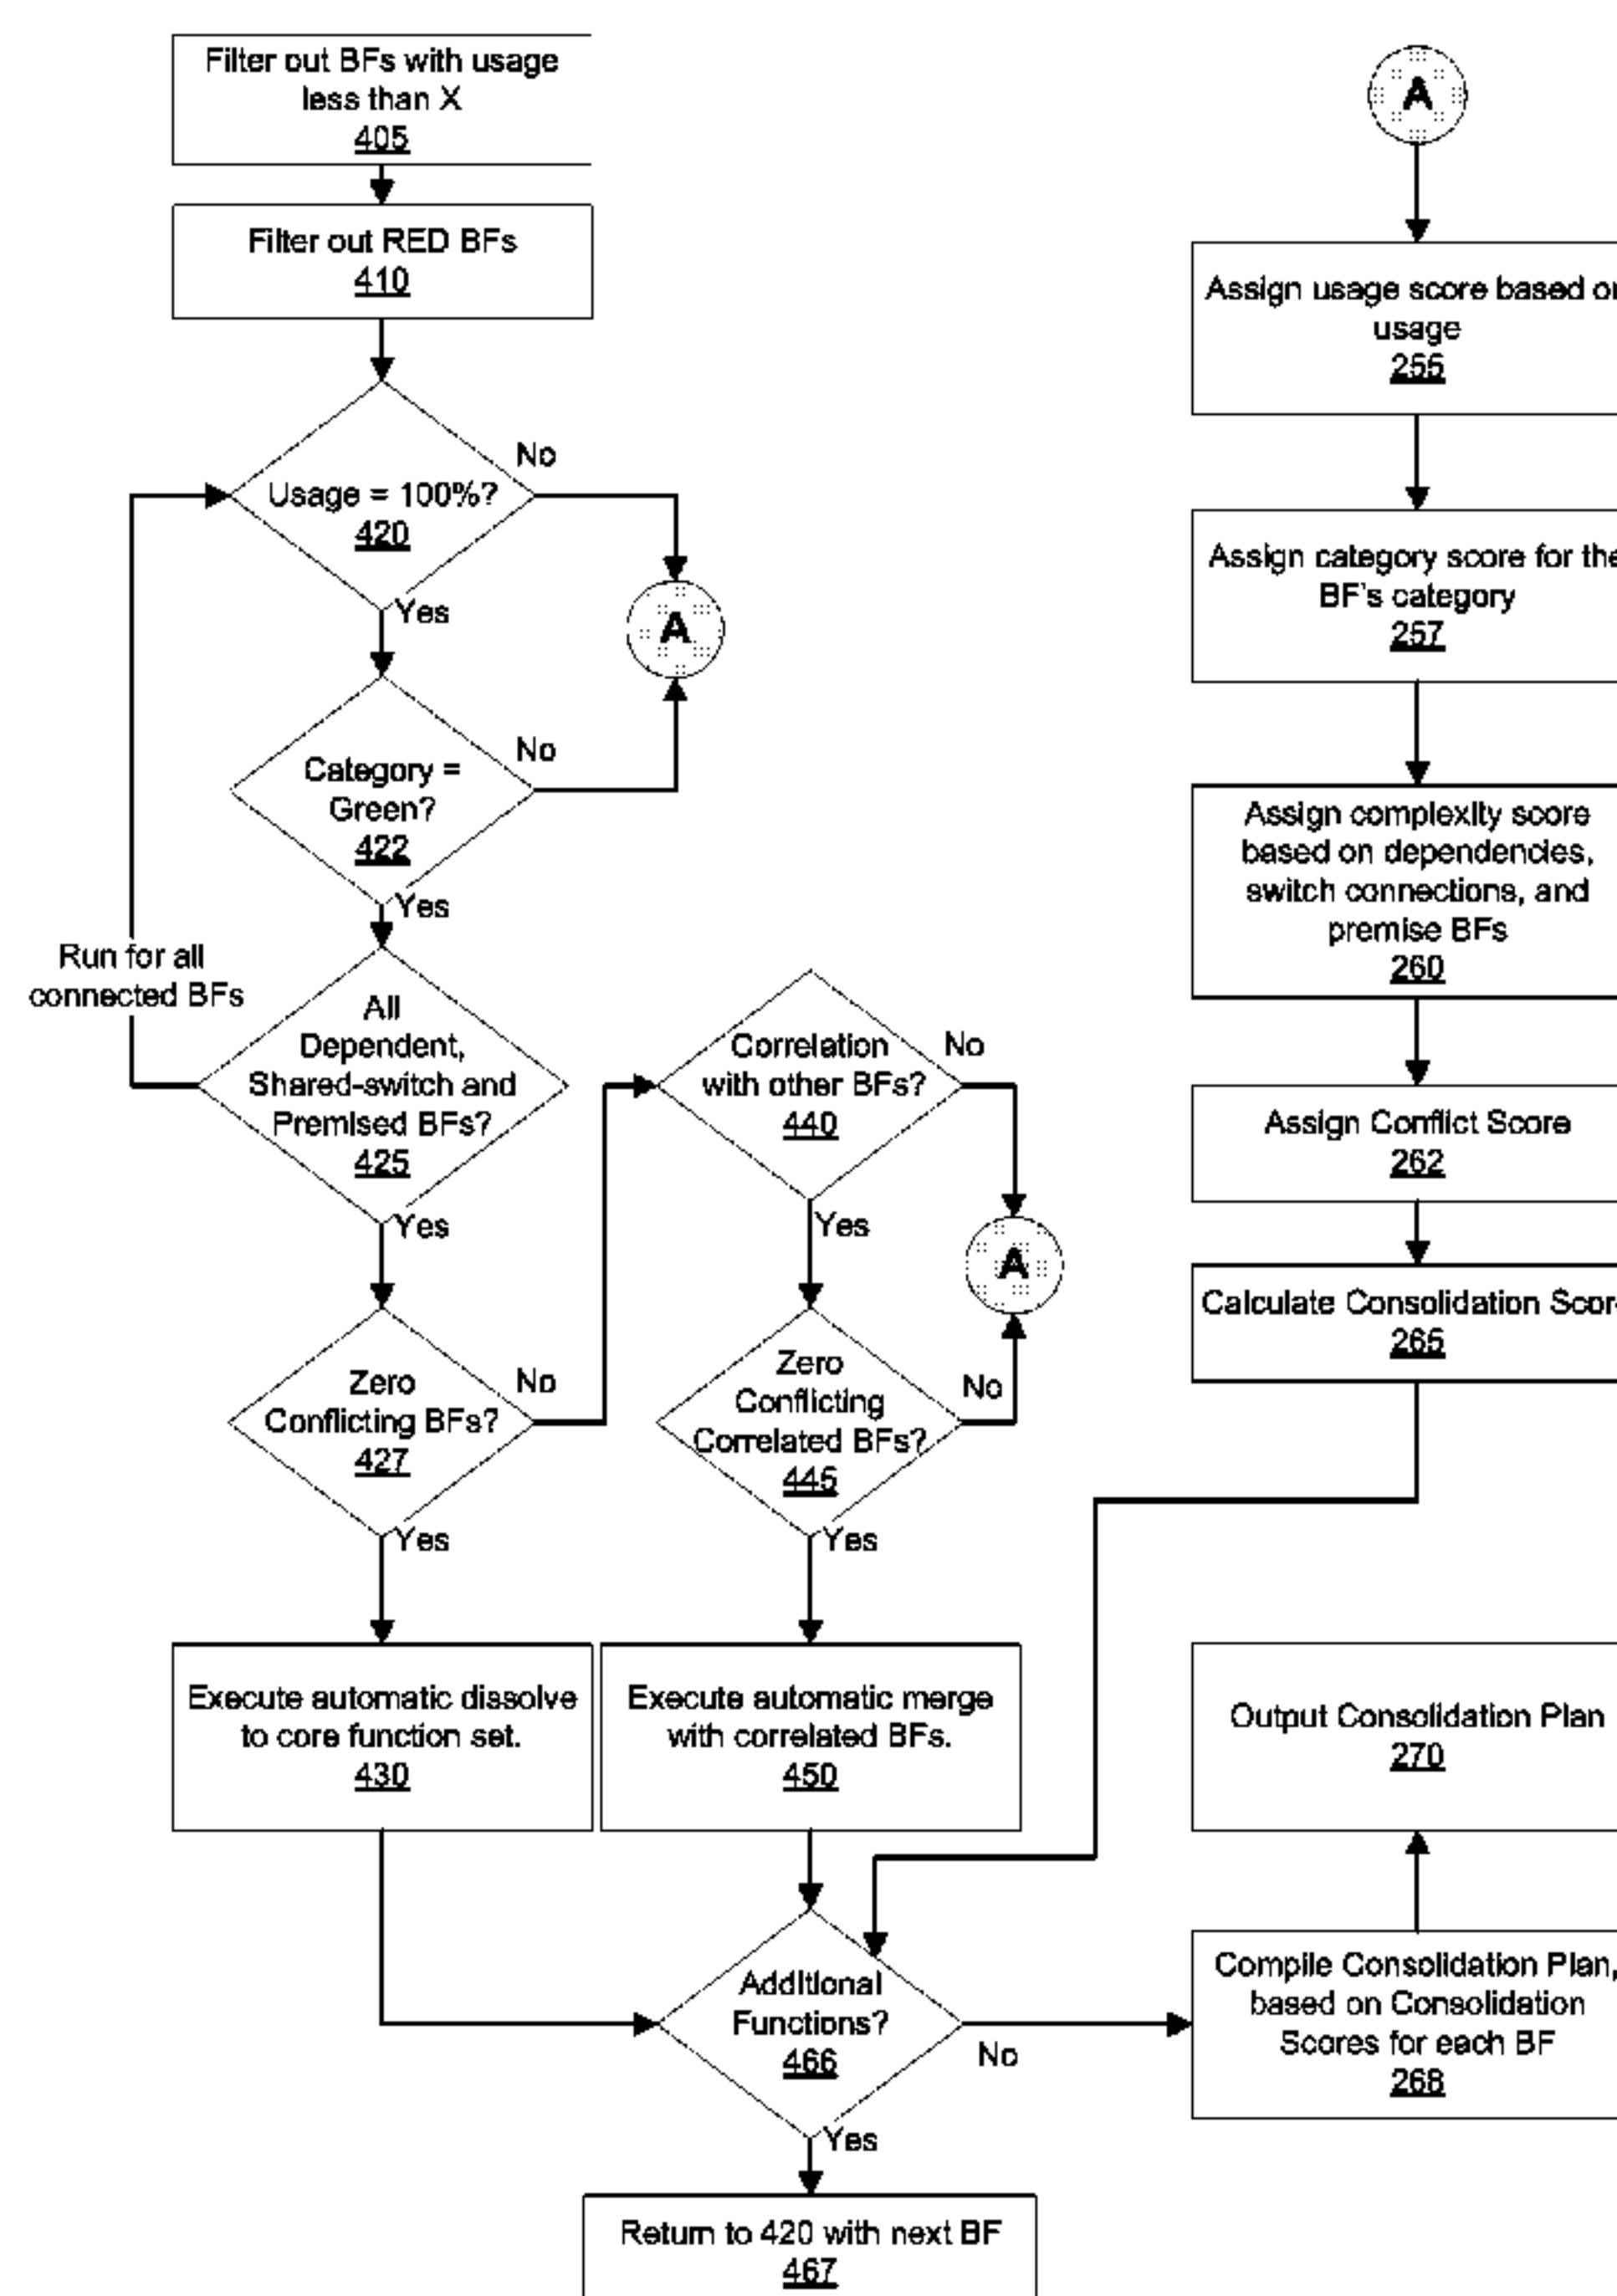 Filter out BFs with usage
less than X
405
Filter out RED BFs
410
No
Usage = 100%?
420
Yes
A
No
Category =
Green?
422
Yes
Run for all
connected BFs
All
Dependent,
Shared-switch and
Premised BFs?
425
Yes
Correlation
with other BFs?
440
No
Yes
A
Zero
Conflicting BFs?
427
No
Yes
Zero
Conflicting
Correlated BFs?
445
No
Yes
Execute automatic dissolve
to core function set.
430
Execute automatic merge
with correlated BFs.
450
Additional
Functions?
466
No
Yes
Return to 420 with next BF
467
A
Assign usage score based on
usage
255
Assign category score for the
BF's category
257
Assign complexity score
based on dependencies,
switch connections, and
premise BFs
260
Assign Conflict Score
262
Calculate Consolidation Scor
265
Output Consolidation Plan
270
Compile Consolidation Plan,
based on Consolidation
Scores for each BF
268